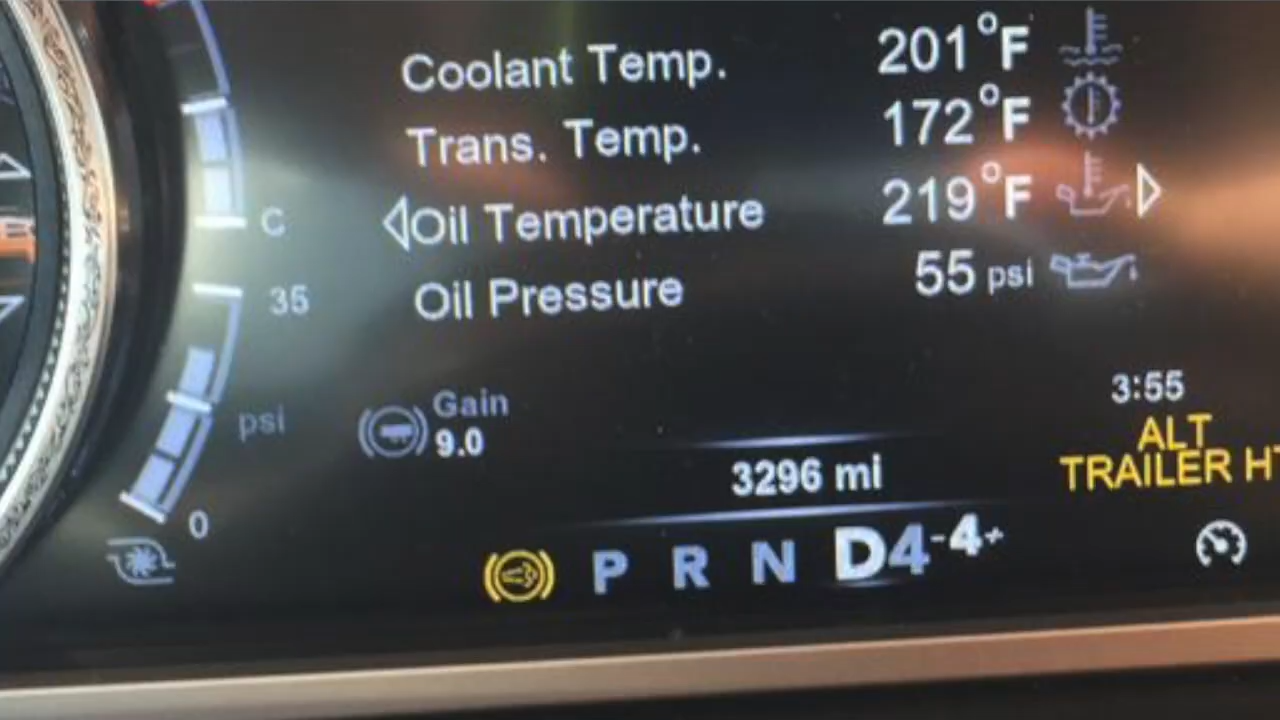 Coolant Temp. 201°F
Trans. Temp. 172°F
Oil Temperature 219°F
C
Oil Pressure 55 psi
35
psi
Gain
9.0
0
3:55
ALT
TRAILER
3296 mi
P R N D4-4+